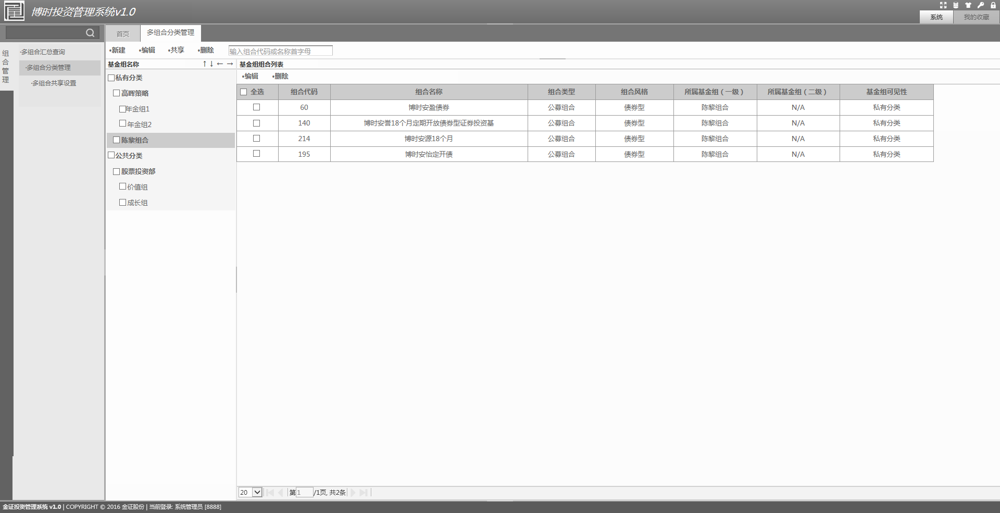 博时投资管理系统v1.0
系统 我的收藏
首页 多组合分类管理
组合管理
·多组合汇总查询
·多组合分类管理
·多组合共享设置
•新建 •编辑 •共享 •删除 输入组合代码或名称首字母
基金组名称 ↑ ↓ ← →
私有分类
高晖策略
年金组1
年金组2
陈黎组合
公共分类
股票投资部
价值组
成长组
基金组组合列表
•编辑 •删除
全选 组合代码 组合名称 组合类型 组合风格 所属基金组（一级） 所属基金组（二级） 基金组可见性
60 博时安盈债券 公募组合 债券型 陈黎组合 N/A 私有分类
140 博时安誉18个月定期开放债券型证券投资基 公募组合 债券型 陈黎组合 N/A 私有分类
214 博时安源18个月 公募组合 债券型 陈黎组合 N/A 私有分类
195 博时安怡定开债 公募组合 债券型 陈黎组合 N/A 私有分类
20 第1/1页, 共2条
金证投资管理系统 v1.0 | COPYRIGHT © 2016 金证股份 | 当前登录: 系统管理员 [8888]